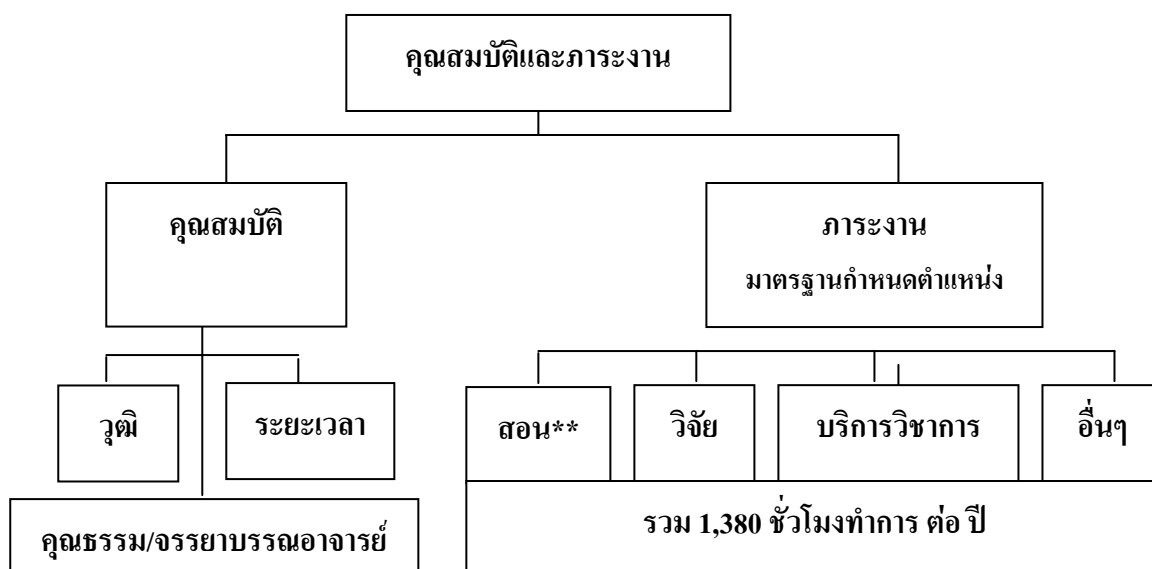 คุณสมบัติและภาระงาน
คุณสมบัติ
ภาระงาน
มาตรฐานกำหนดตำแหน่ง
วุฒิ
ระยะเวลา
สอน**
วิจัย
บริการวิชาการ
อื่นๆ
คุณธรรม/จรรยาบรรณอาจารย์
รวม 1,380 ชั่วโมงทำการ ต่อ ปี